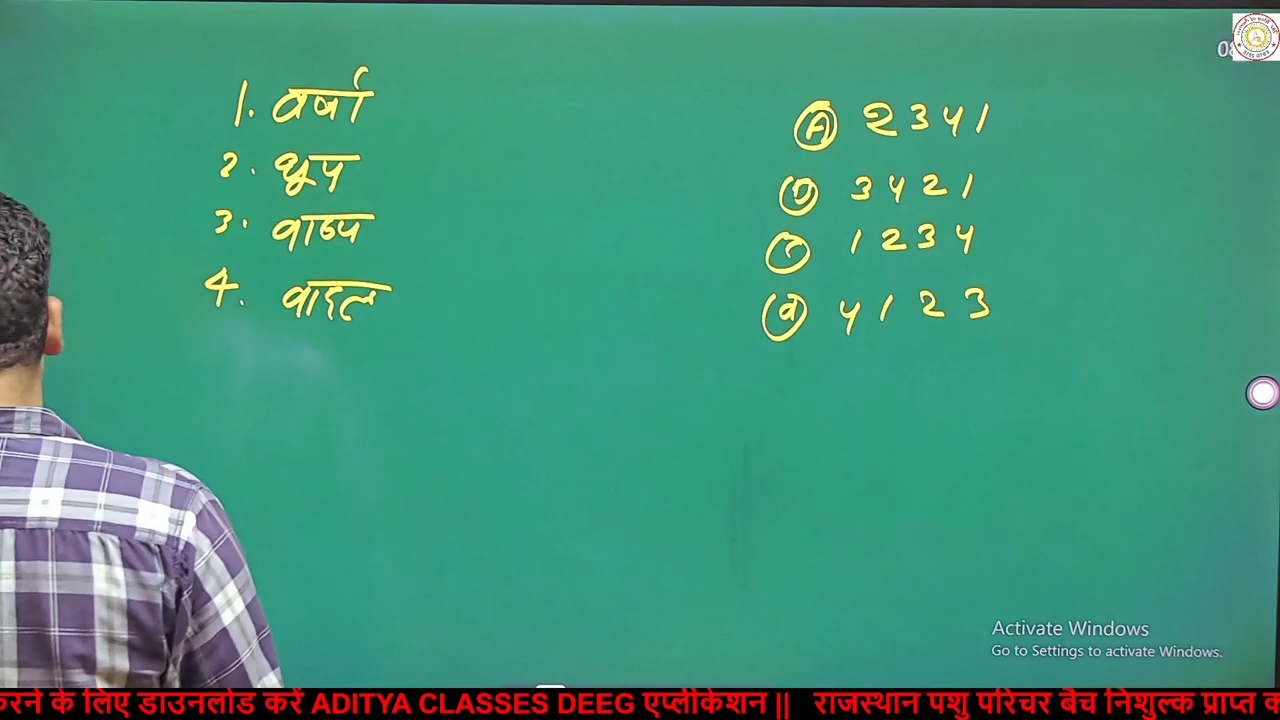 1. वर्षा
2. धूप
3. वाष्प
4. वादल
A 2 3 4 1
3 4 2 1
1 2 3 4
4 1 2 3
Activate Windows
Go to Settings to activate Windows.
करने के लिए डाउनलोड करें ADITYA CLASSES DEEG एप्लीकेशन || राजस्थान पशु परिचर बैच निशुल्क प्राप्त